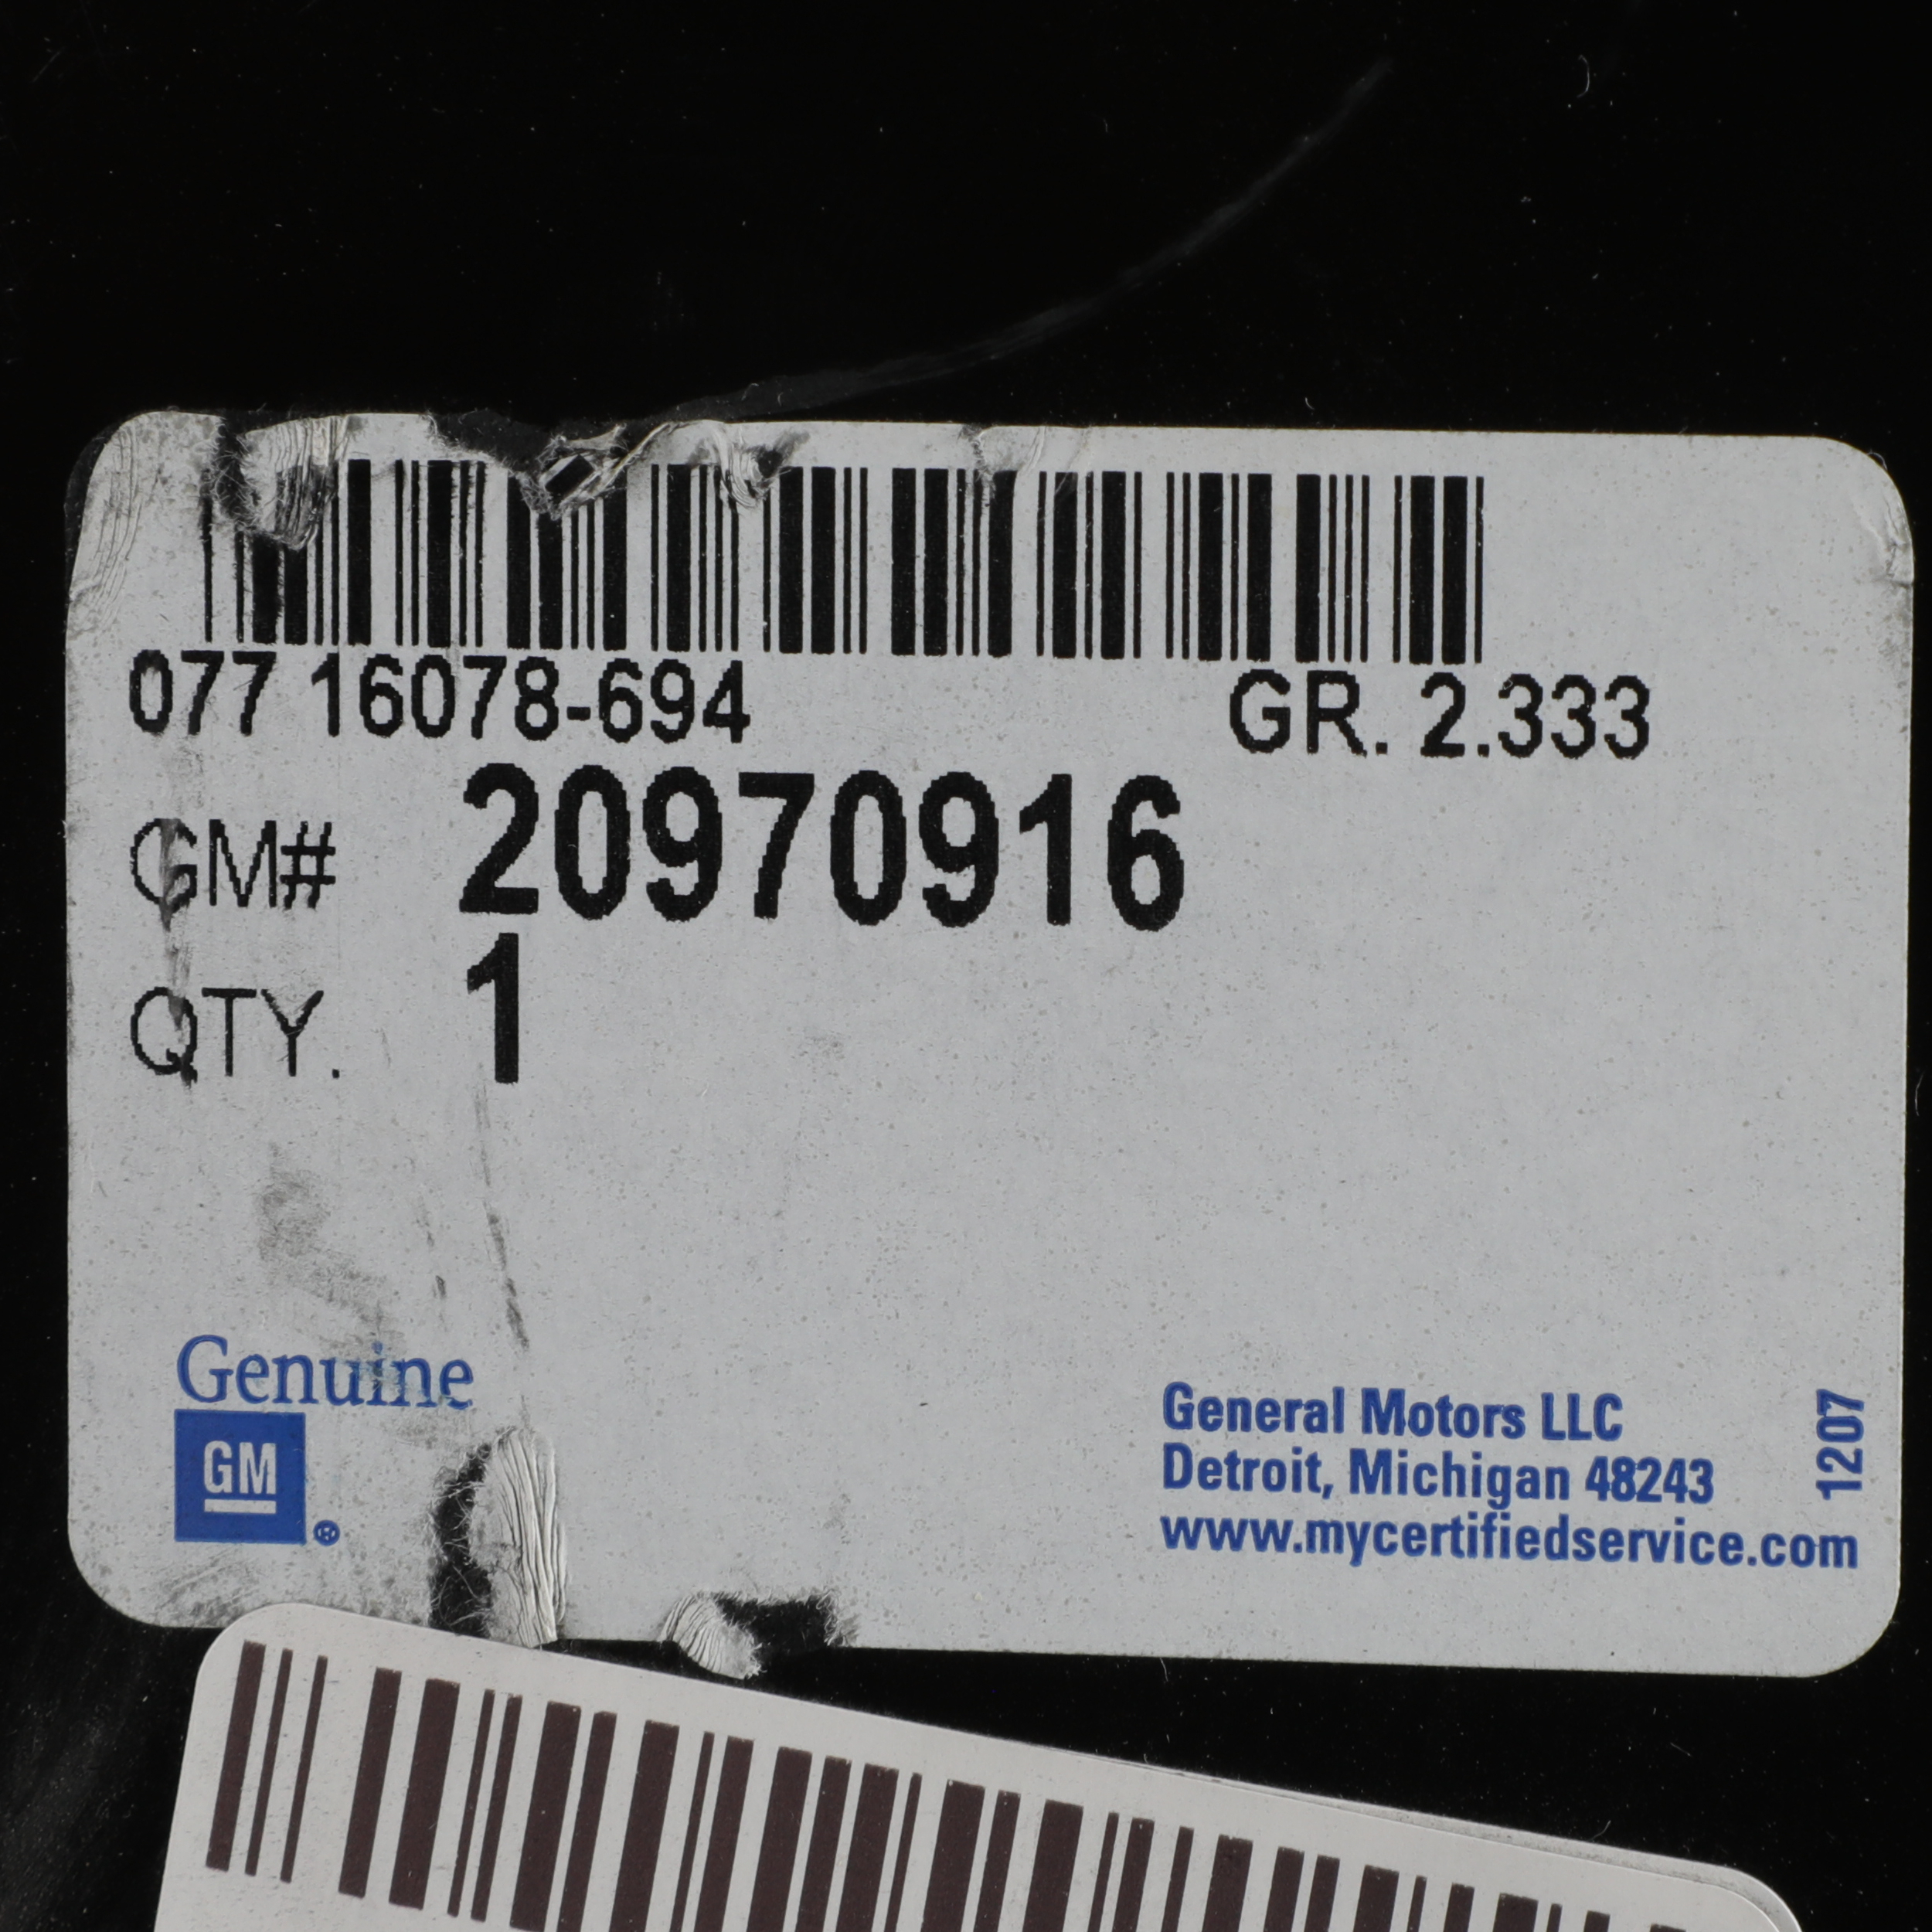 077 16078-694 GR. 2.333
GM# 20970916
QTY. 1
Genuine
GM ®
General Motors LLC
Detroit, Michigan 48243
www.mycertifiedservice.com
1207